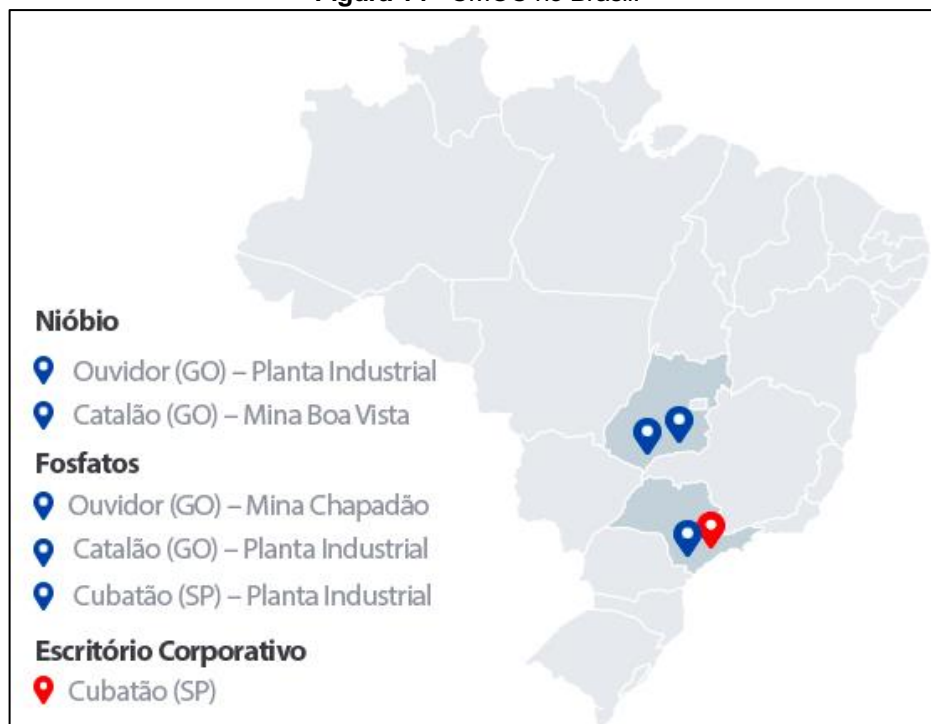 Nióbio
Ouvidor (GO) – Planta Industrial
Catalão (GO) – Mina Boa Vista
Fosfatos
Ouvidor (GO) – Mina Chapadão
Catalão (GO) – Planta Industrial
Cubatão (SP) – Planta Industrial
Escritório Corporativo
Cubatão (SP)